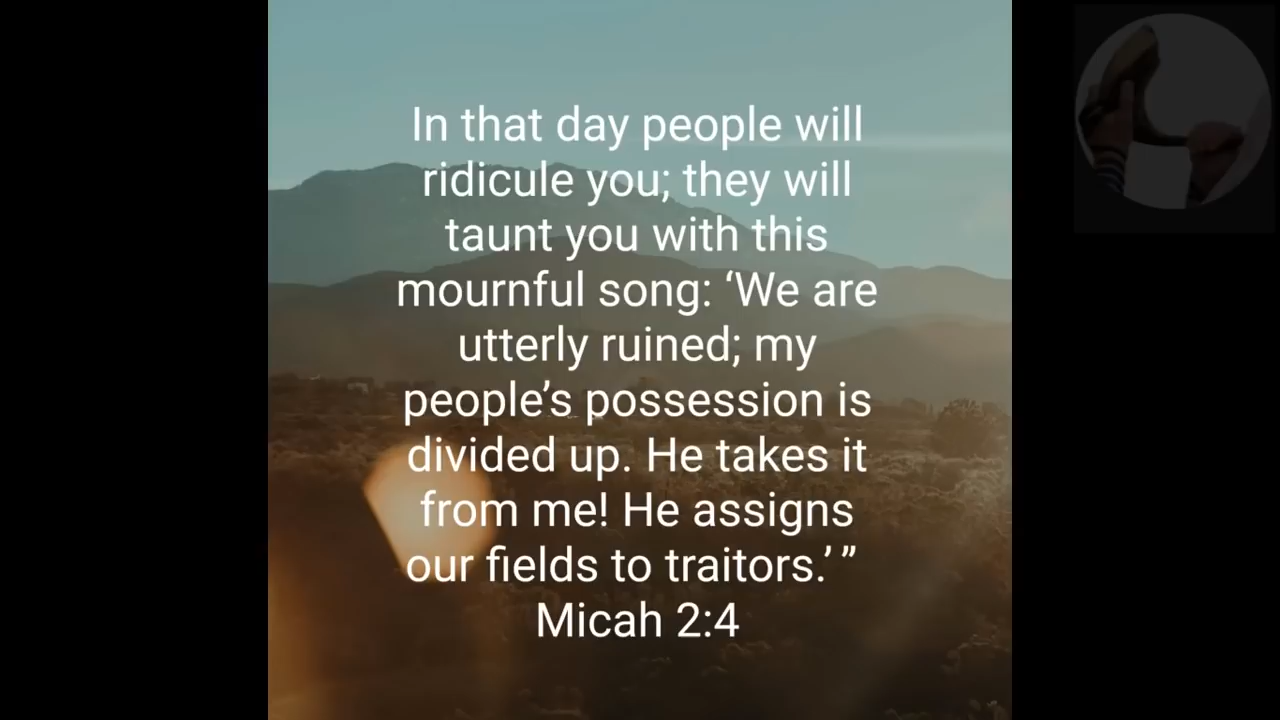 In that day people will
ridicule you; they will
taunt you with this
mournful song: ‘We are
utterly ruined; my
people’s possession is
divided up. He takes it
from me! He assigns
our fields to traitors.’ ”
Micah 2:4